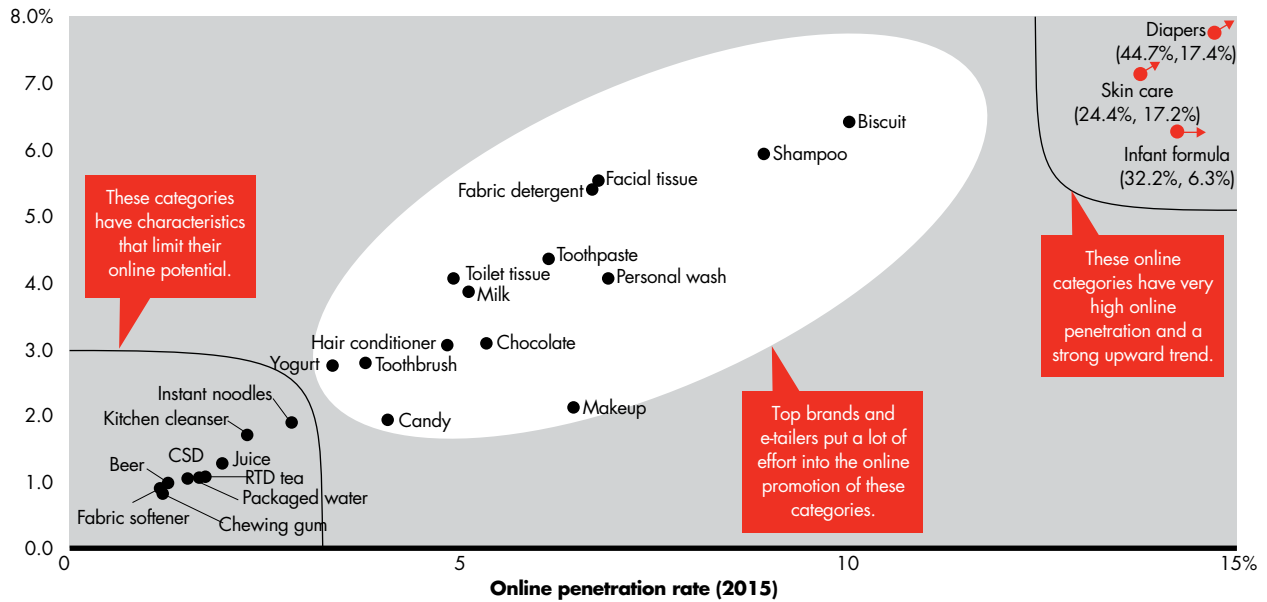 8.0%
7.0
6.0
5.0
4.0
3.0
2.0
1.0
0.0
Diapers
(44.7%,17.4%)
Skin care
(24.4%, 17.2%)
Infant formula
(32.2%, 6.3%)
Biscuit
Shampoo
Facial tissue
Fabric detergent
Toothpaste
Toilet tissue
Personal wash
Milk
Hair conditioner
Chocolate
Yogurt
Toothbrush
Candy
Makeup
Instant noodles
Kitchen cleanser
CSD
Juice
Beer
RTD tea
Packaged water
Fabric softener
Chewing gum
These categories
have characteristics
that limit their
online potential.
Top brands and
e-tailers put a lot of
effort into the online
promotion of these
categories.
These online
categories have very
high online
penetration and a
strong upward trend.
0
5
10
15%
Online penetration rate (2015)